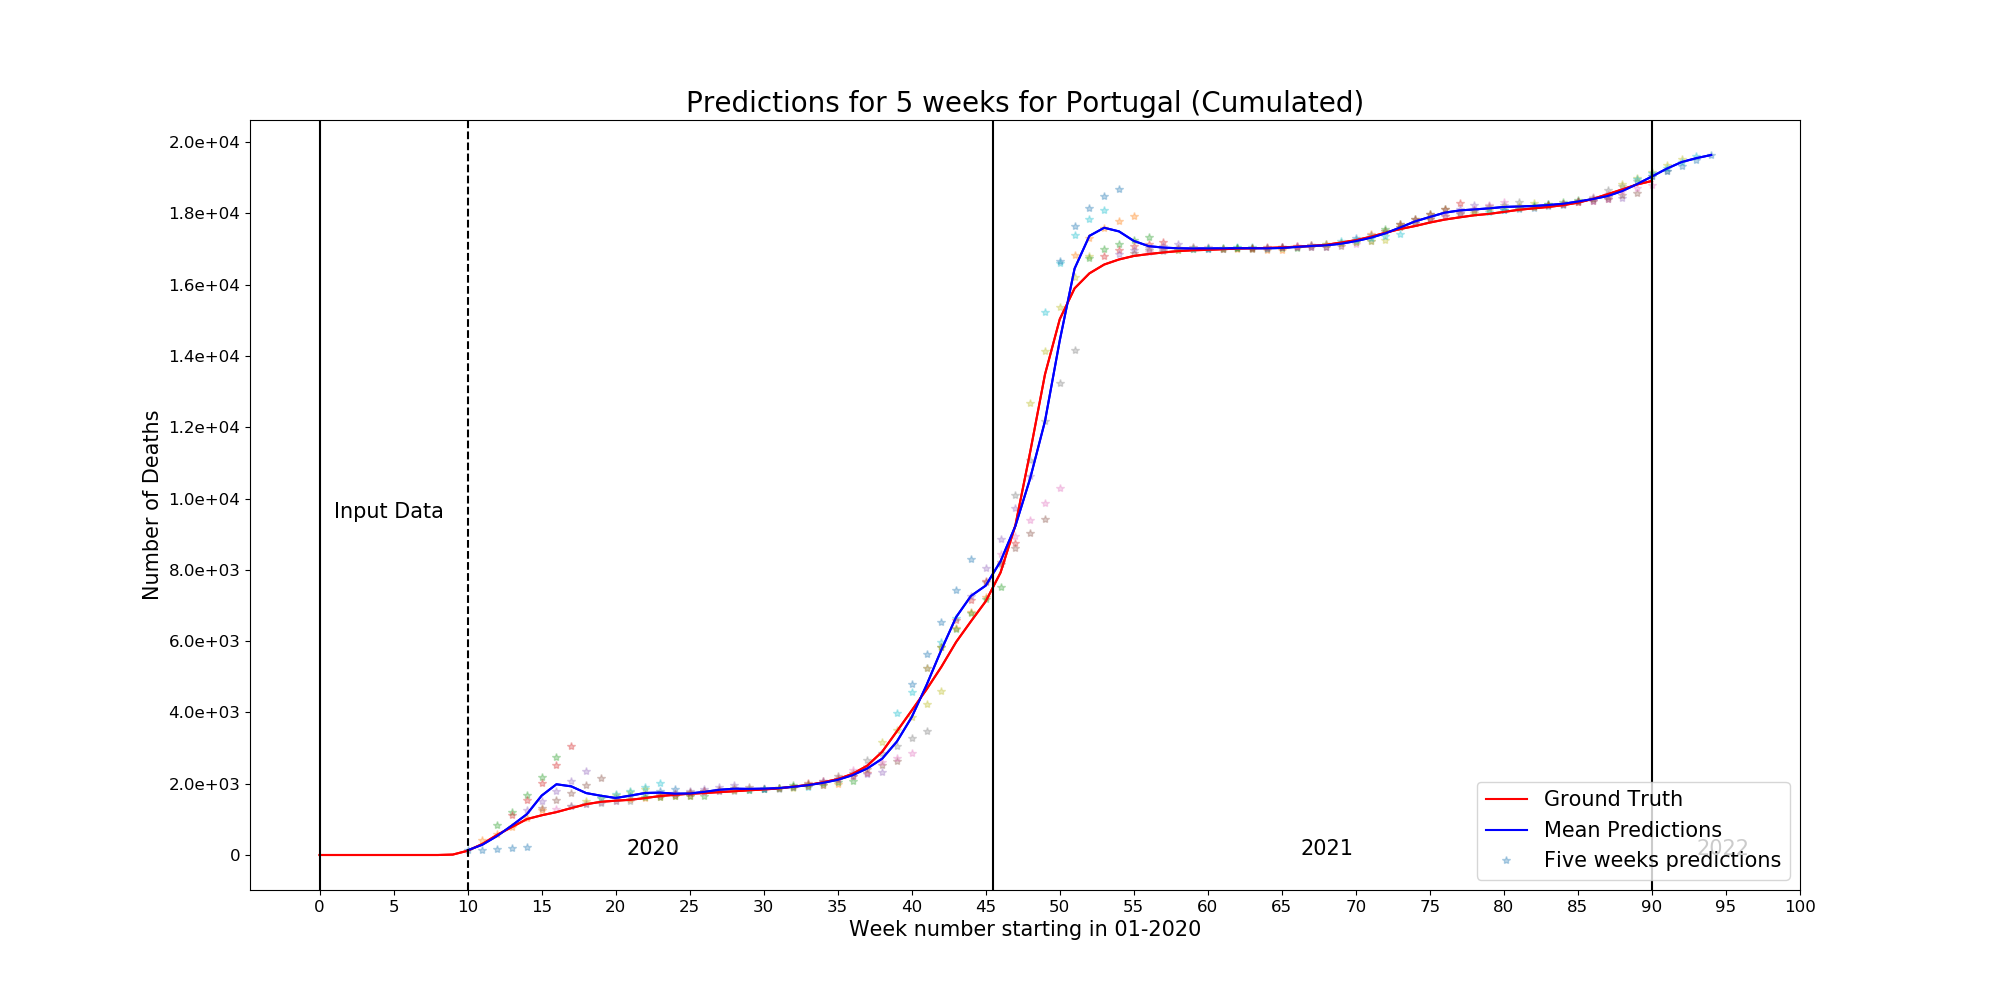 Predictions for 5 weeks for Portugal (Cumulated)
2.0e+04
1.8e+04
1.6e+04
1.4e+04
1.2e+04
1.0e+04
8.0e+03
6.0e+03
4.0e+03
2.0e+03
0
Number of Deaths
Input Data
2020
2021
2022
Ground Truth
Mean Predictions
Five weeks predictions
0 5 10 15 20 25 30 35 40 45 50 55 60 65 70 75 80 85 90 95 100
Week number starting in 01-2020